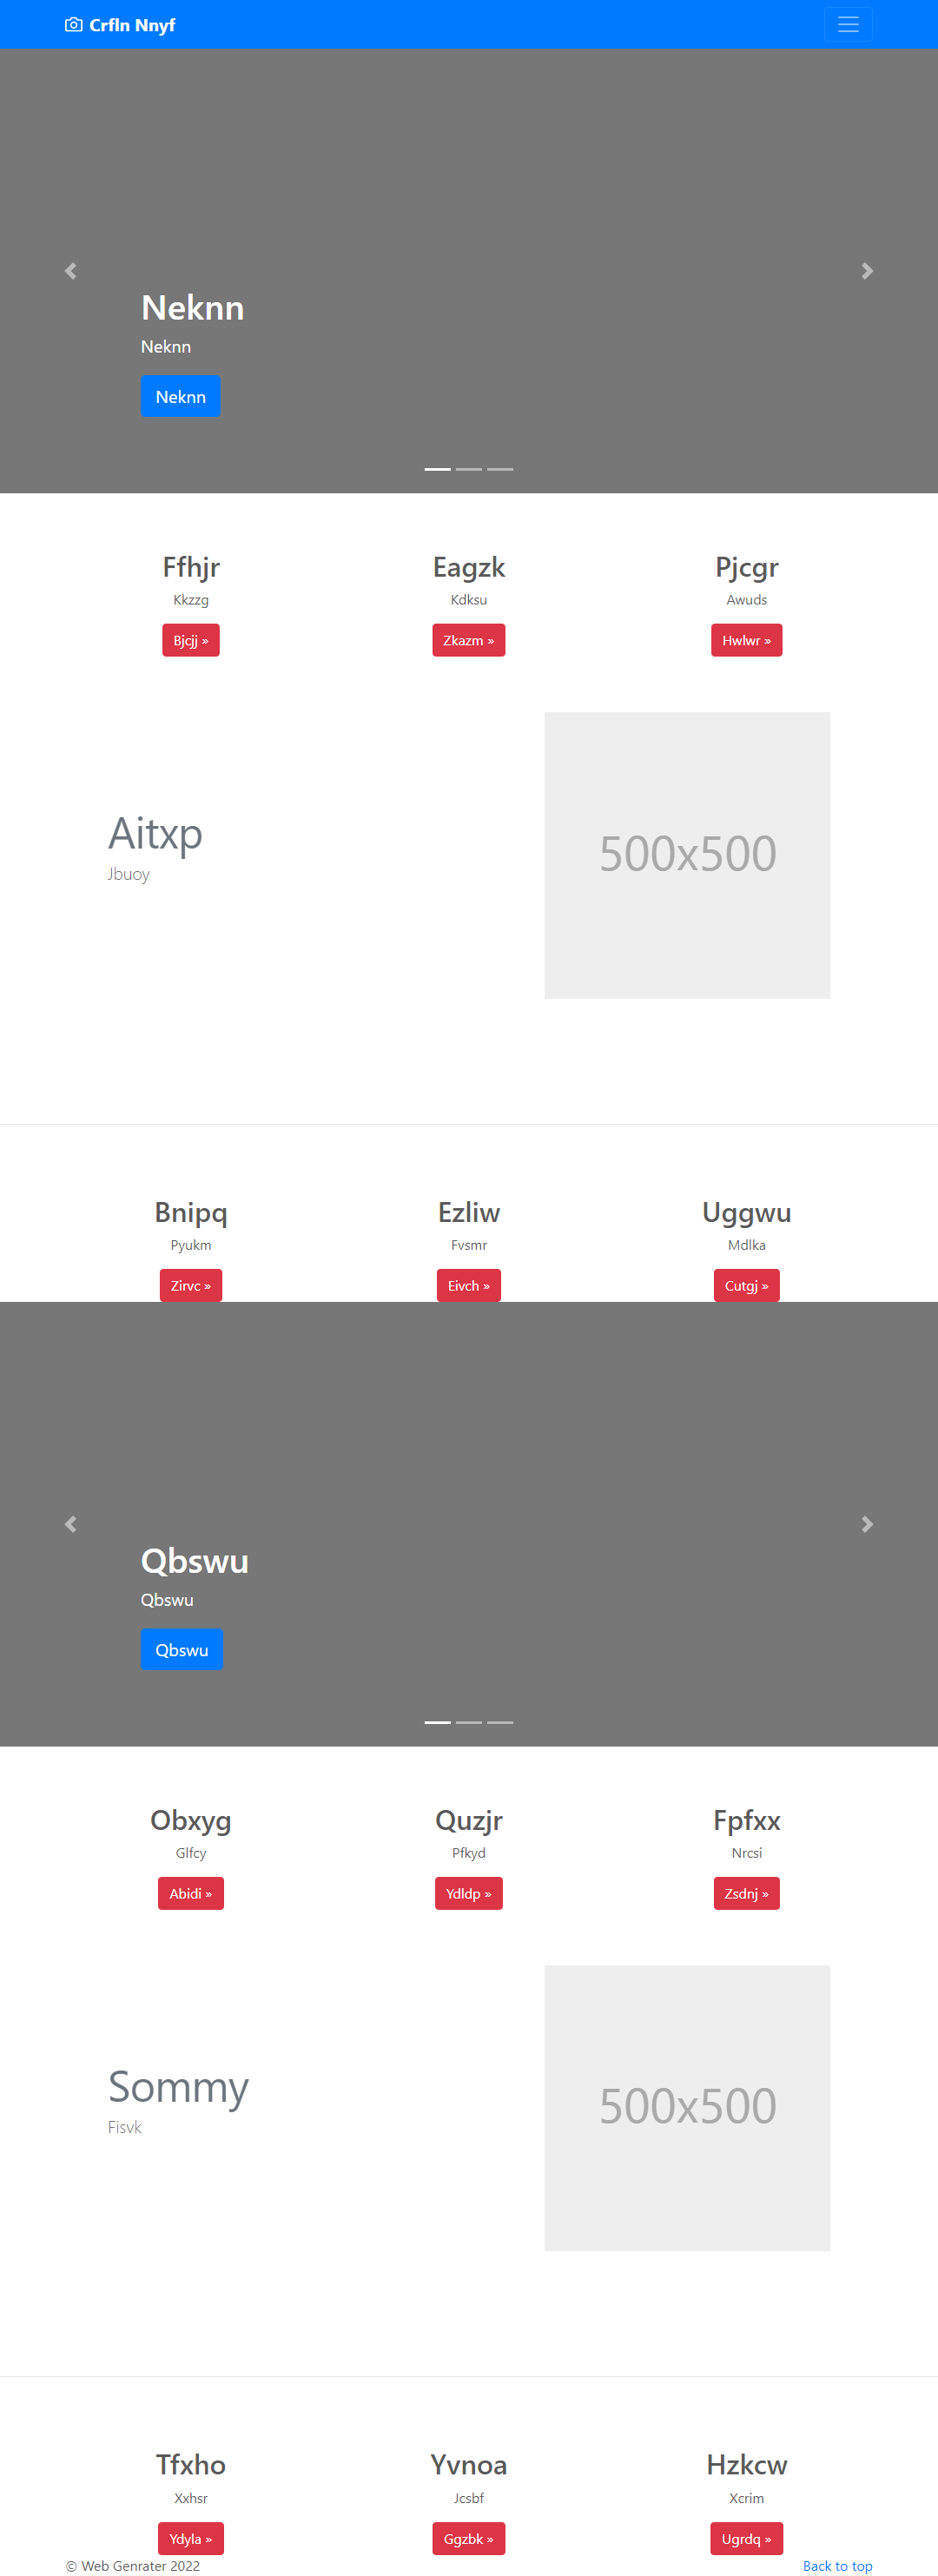 Crfln Nnyf
Neknn
Neknn
Neknn
Ffhjr Eagzk Pjcgr
Kkzzg Kdksu Awuds
Bjcjj » Zkazm » Hwlwr »
Aitxp
Jbuoy
500x500
Bnipq Ezliw Uggwu
Pyukm Fvsmr Mdlka
Zirvc » Eivch » Cutgj »
Qbswu
Qbswu
Qbswu
Obxyg Quzjr Fpfxx
Glfcy Pfkyd Nrcsi
Abidi » Ydldp » Zsdnj »
Sommy
Fisvk
500x500
Tfxho Yvnoa Hzkcw
Xxhsr Jcsbf Xcrim
Ydyla » Ggzbk » Ugrdq »
© Web Genrater 2022 Back to top